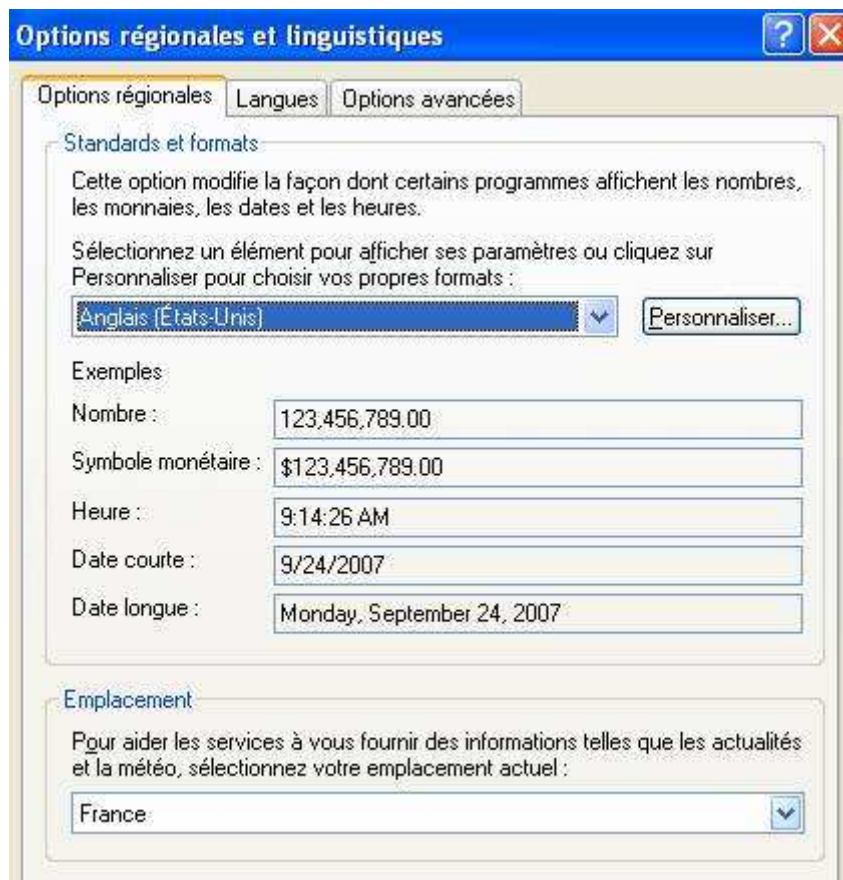 Options régionales et linguistiques
Options régionales Langues Options avancées
Standards et formats
Cette option modifie la façon dont certains programmes affichent les nombres,
les monnaies, les dates et les heures.
Sélectionnez un élément pour afficher ses paramètres ou cliquez sur
Personnaliser pour choisir vos propres formats :
Anglais (États-Unis) Personnaliser...
Exemples
Nombre : 123,456,789.00
Symbole monétaire : $123,456,789.00
Heure : 9:14:26 AM
Date courte : 9/24/2007
Date longue : Monday, September 24, 2007
Emplacement
Pour aider les services à vous fournir des informations telles que les actualités
et la météo, sélectionnez votre emplacement actuel :
France